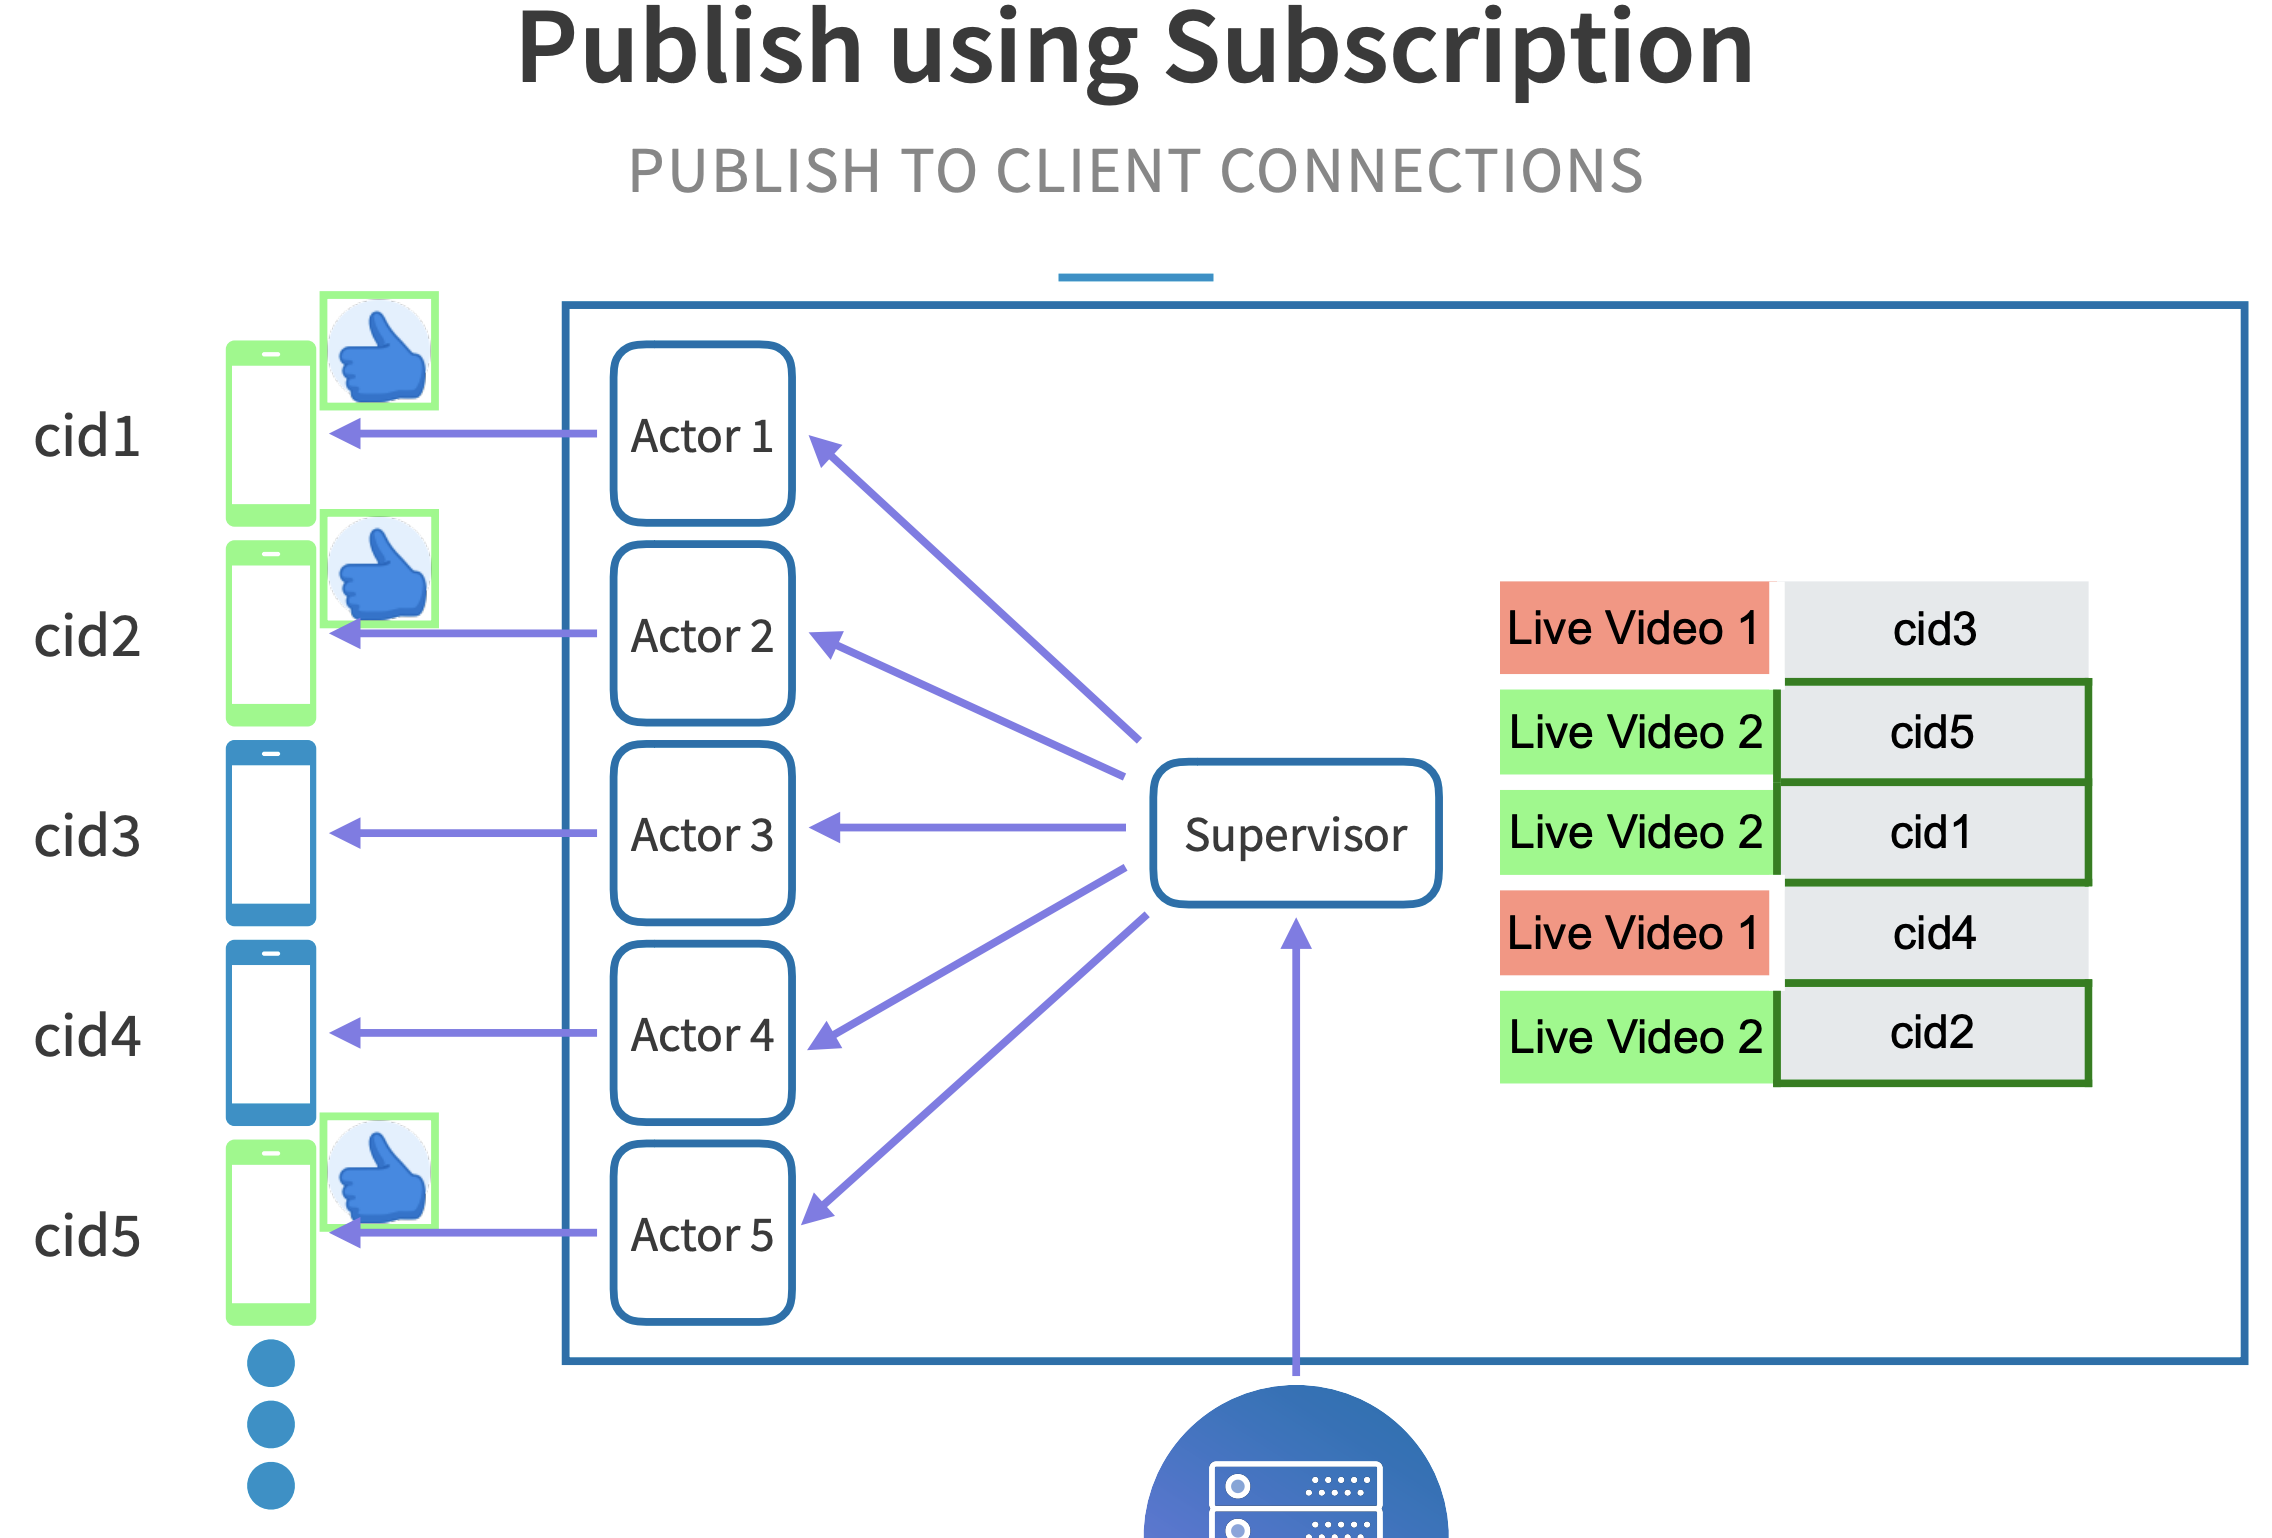 Publish using Subscription
PUBLISH TO CLIENT CONNECTIONS
cid1
Actor 1
cid2
Actor 2
cid3
Actor 3
cid4
Actor 4
cid5
Actor 5
Supervisor
Live Video 1 cid3
Live Video 2 cid5
Live Video 2 cid1
Live Video 1 cid4
Live Video 2 cid2